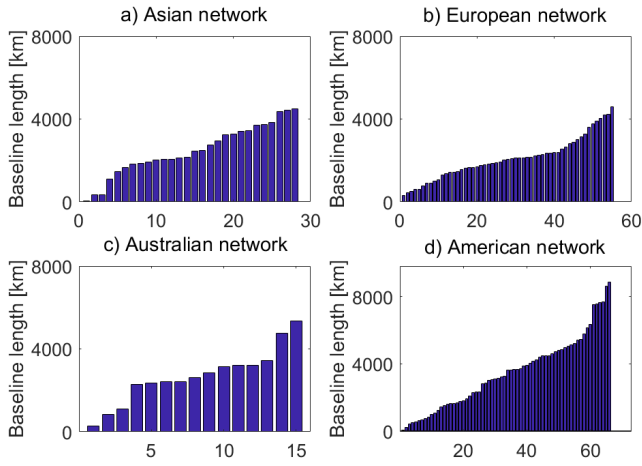 a) Asian network
Baseline length [km]
8000
4000
0
0 10 20 30
b) European network
Baseline length [km]
8000
4000
0
0 20 40 60
c) Australian network
Baseline length [km]
8000
4000
0
5 10 15
d) American network
Baseline length [km]
8000
4000
0
20 40 60